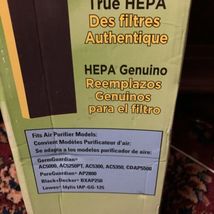 True HEPA
Des filtres
Authentique
HEPA Genuino
Reemplazos
Genuinos
para el filtro
Fits Air Purifier Models:
Convient Modèles Purificateur d'air:
Se adapta a los modelos purificador de aire:
GermGuardian®
AC5000, AC5250PT, AC5300, AC5350, CDAP5500
PureGuardian® AP2800
Black+Decker® BXAP250
Lowes® Idylis IAP-GG-125